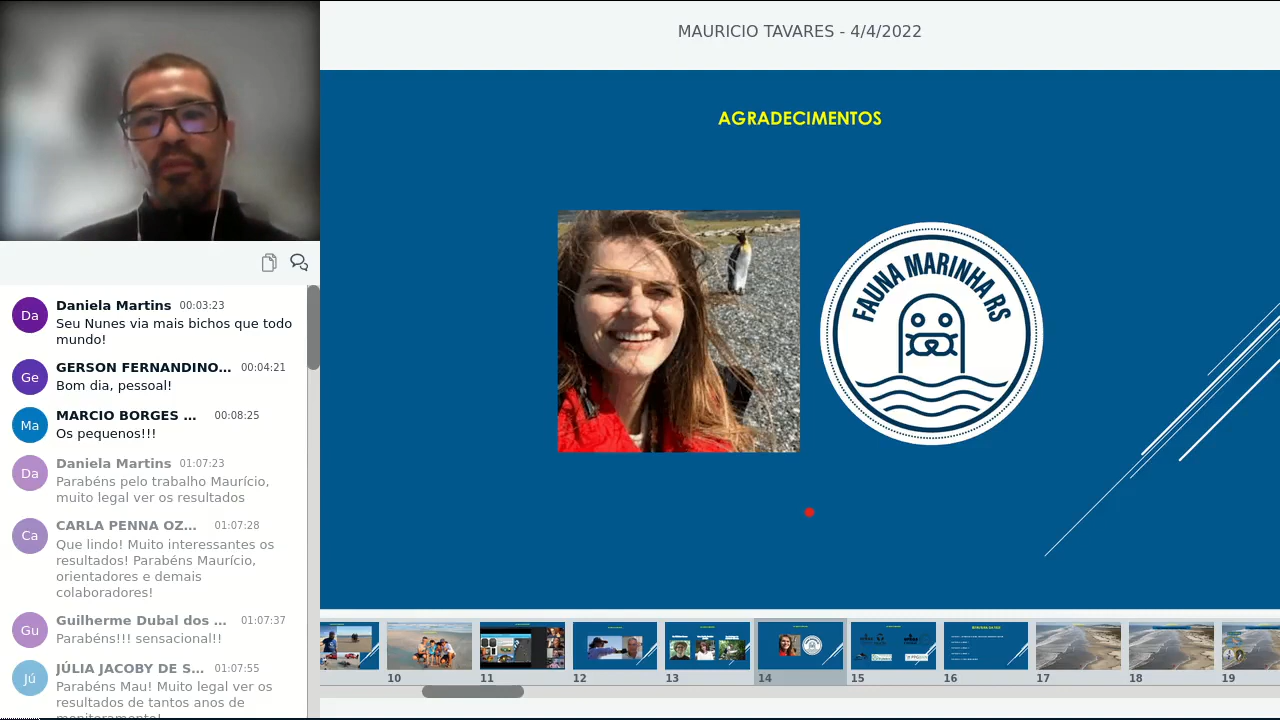 MAURICIO TAVARES - 4/4/2022
AGRADECIMENTOS
FAUNA MARINHA RS
Da
Daniela Martins 00:03:23
Seu Nunes via mais bichos que todo
mundo!
Ge
GERSON FERNANDINO... 00:04:21
Bom dia, pessoal!
Ma
MARCIO BORGES ... 00:08:25
Os pequenos!!!
Da
Daniela Martins 01:07:23
Parabéns pelo trabalho Maurício,
muito legal ver os resultados
Ca
CARLA PENNA OZ... 01:07:28
Que lindo! Muito interessantes os
resultados! Parabéns Maurício,
orientadores e demais
colaboradores!
Gu
Guilherme Dubal dos ... 01:07:37
Parabéns!!! sensacional!!
Jú
JÚLIA JACOBY DE S... 01:07:55
Parabéns Mau! Muito legal ver os
resultados de tantos anos de
monitoramento!
10 11 12 13 14 15 16 17 18 19